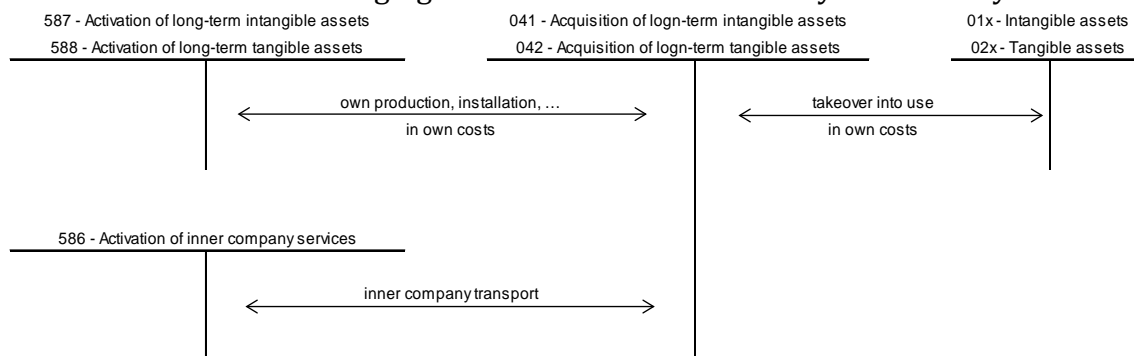 587 - Activation of long-term intangible assets
588 - Activation of long-term tangible assets
041 - Acquisition of logn-term intangible assets
042 - Acquisition of logn-term tangible assets
01x - Intangible assets
02x - Tangible assets
own production, installation, …
in own costs
takeover into use
in own costs
586 - Activation of inner company services
inner company transport